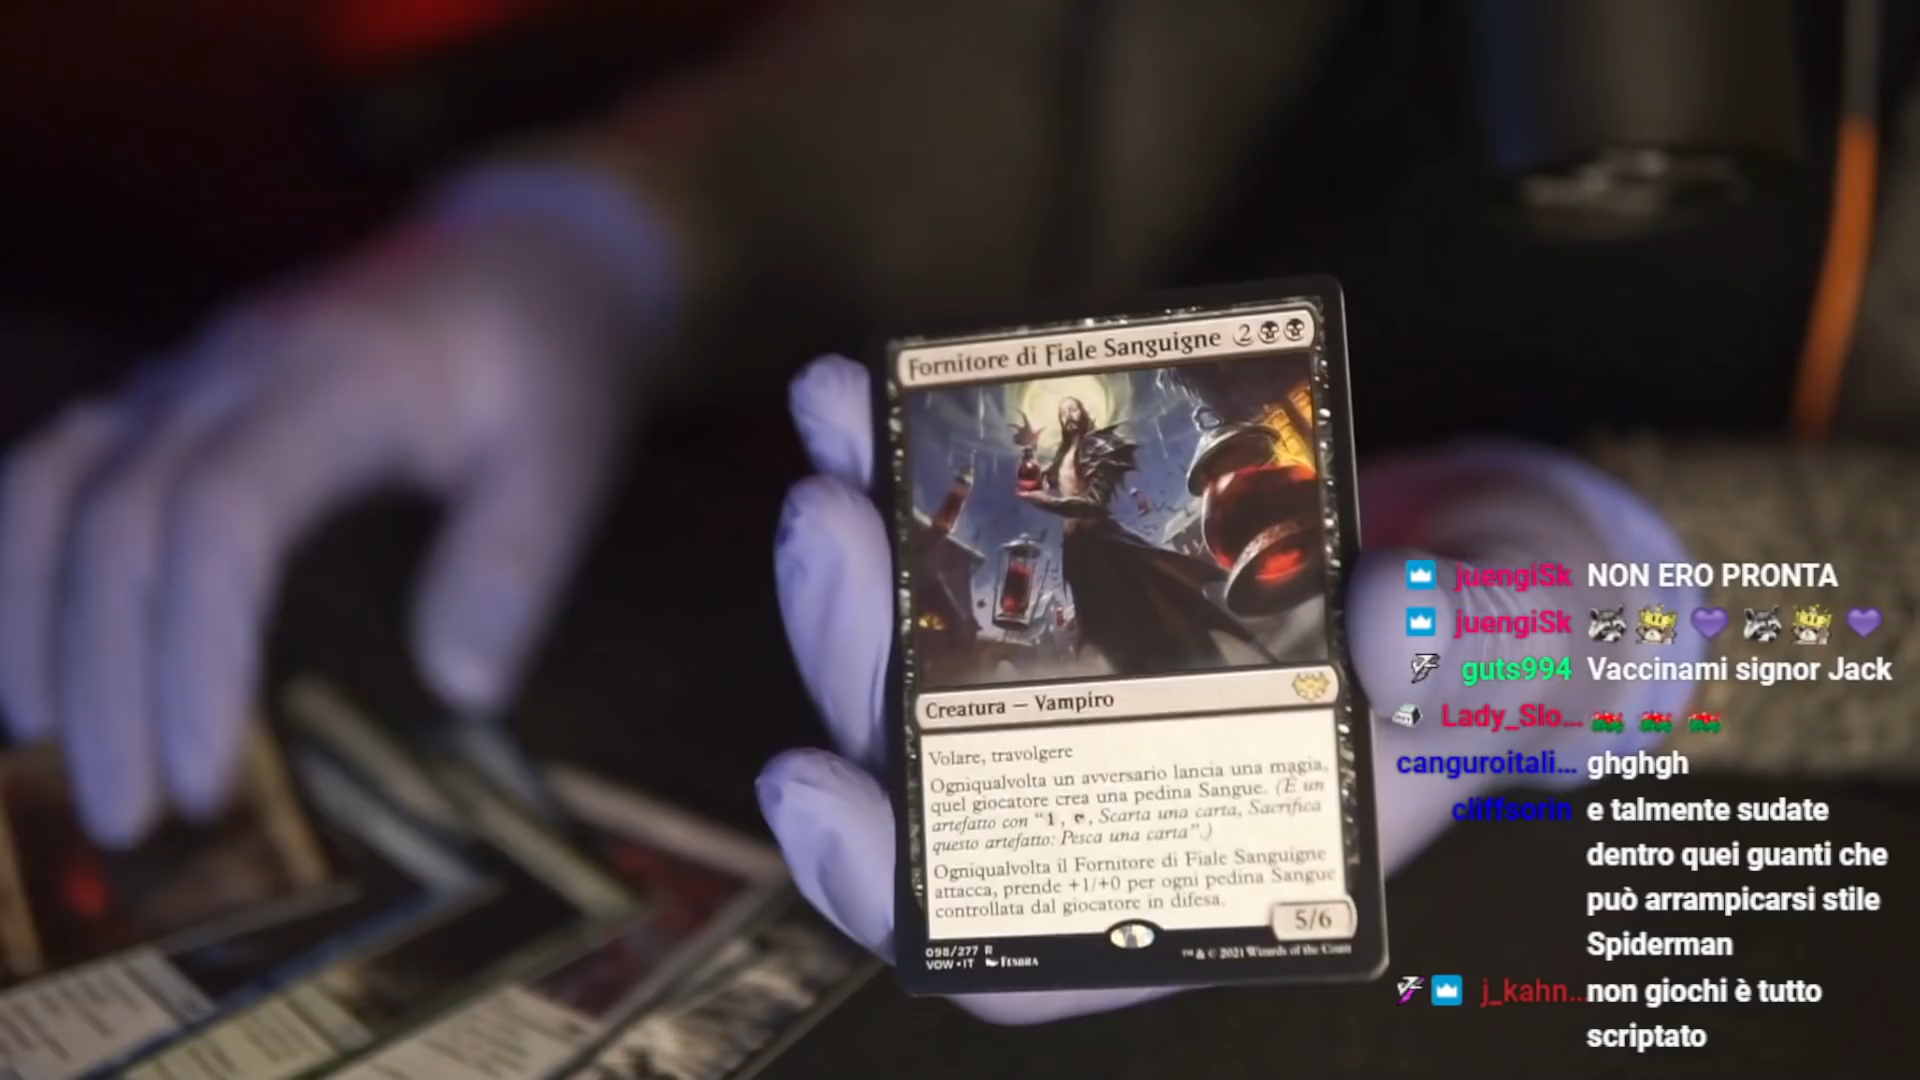 Fornitore di Fiale Sanguigne 2
Creatura — Vampiro
Volare, travolgere
Ogniqualvolta un avversario lancia una magia,
quel giocatore crea una pedina Sangue. (È un
artefatto con “1, , Scarta una carta, Sacrifica
questo artefatto: Pesca una carta”.)
Ogniqualvolta il Fornitore di Fiale Sanguigne
attacca, prende +1/+0 per ogni pedina Sangue
controllata dal giocatore in difesa.
5/6
098/277 R
VOW • IT
™ & © 2021 Wizards of the Coast
juengiSk NON ERO PRONTA
juengiSk
guts994 Vaccinami signor Jack
Lady_Slo...
canguroitali... ghghgh
cliffsorin e talmente sudate
dentro quei guanti che
può arrampicarsi stile
Spiderman
j_kahn... non giochi è tutto
scriptato